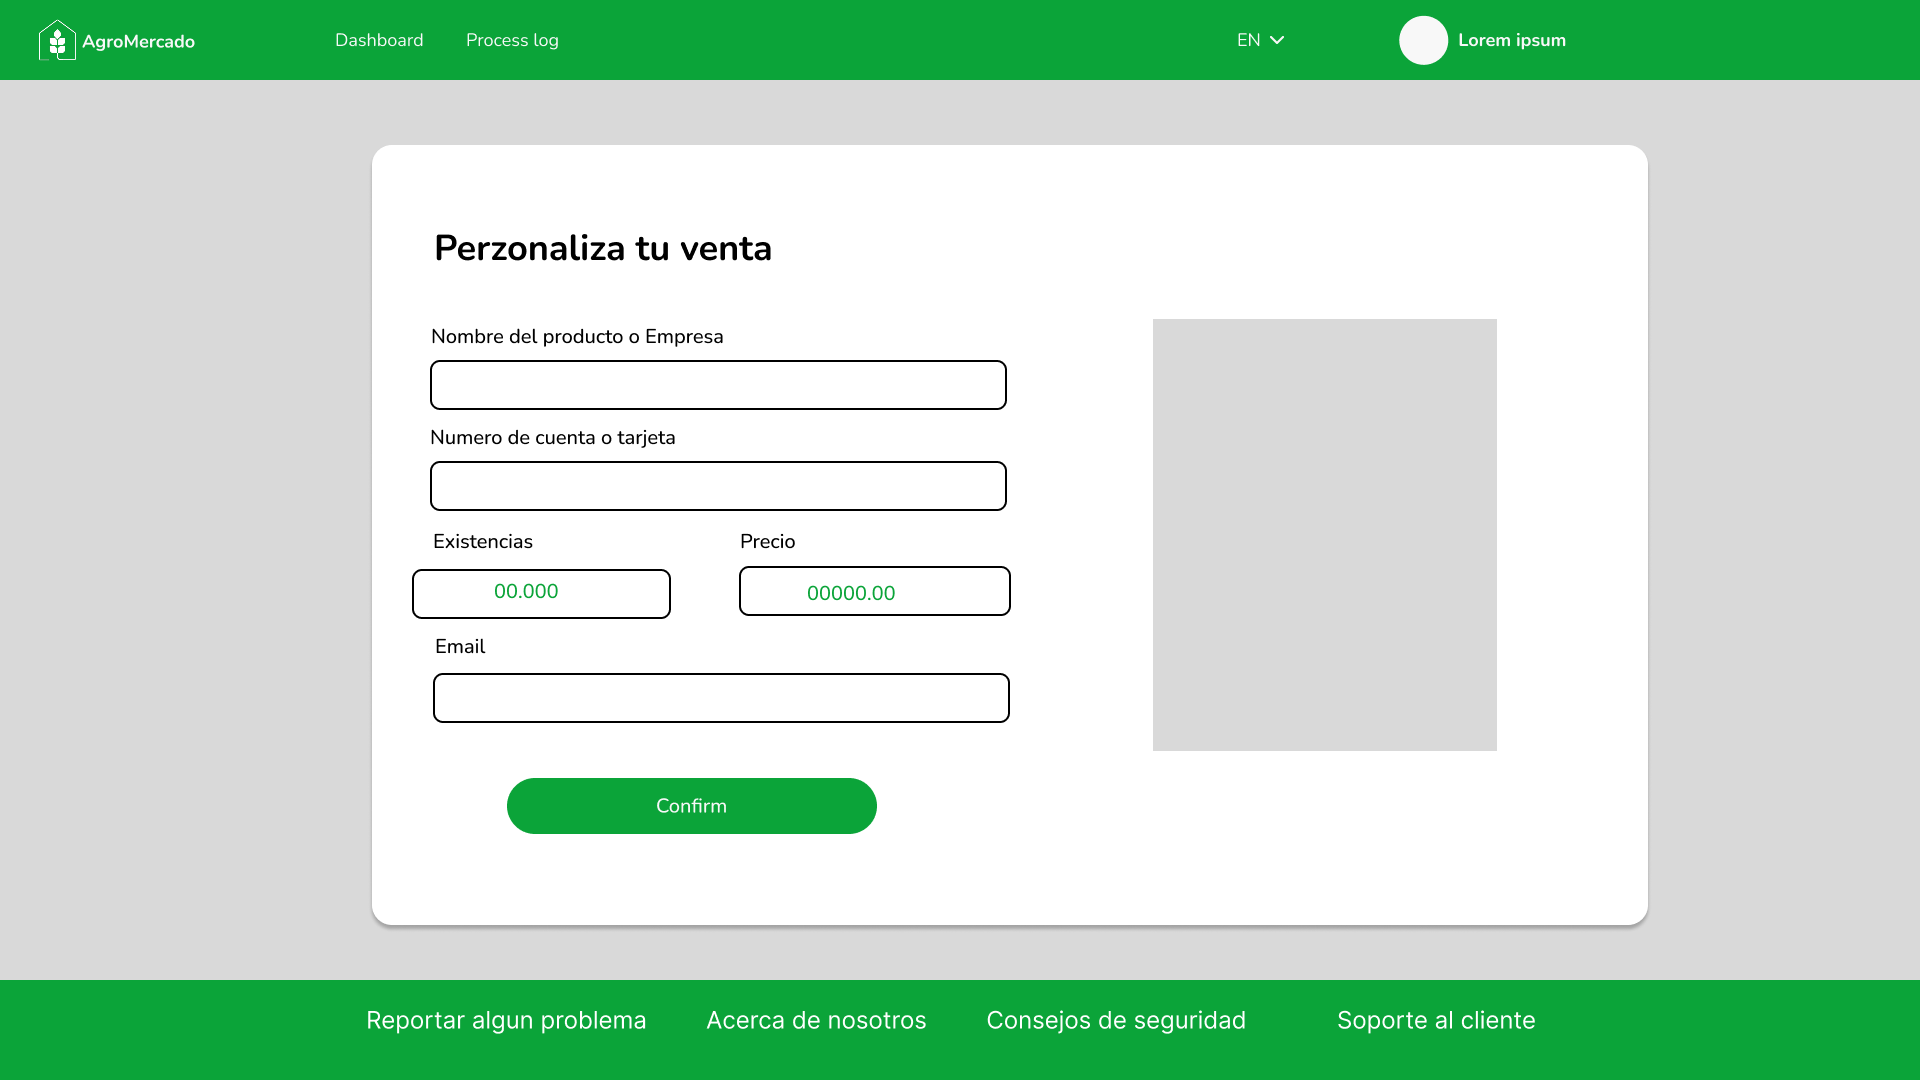 AgroMercado
Dashboard
Process log
EN
Lorem ipsum
Perzonaliza tu venta
Nombre del producto o Empresa
Numero de cuenta o tarjeta
Existencias
Precio
00.000
00000.00
Email
Confirm
Reportar algun problema
Acerca de nosotros
Consejos de seguridad
Soporte al cliente